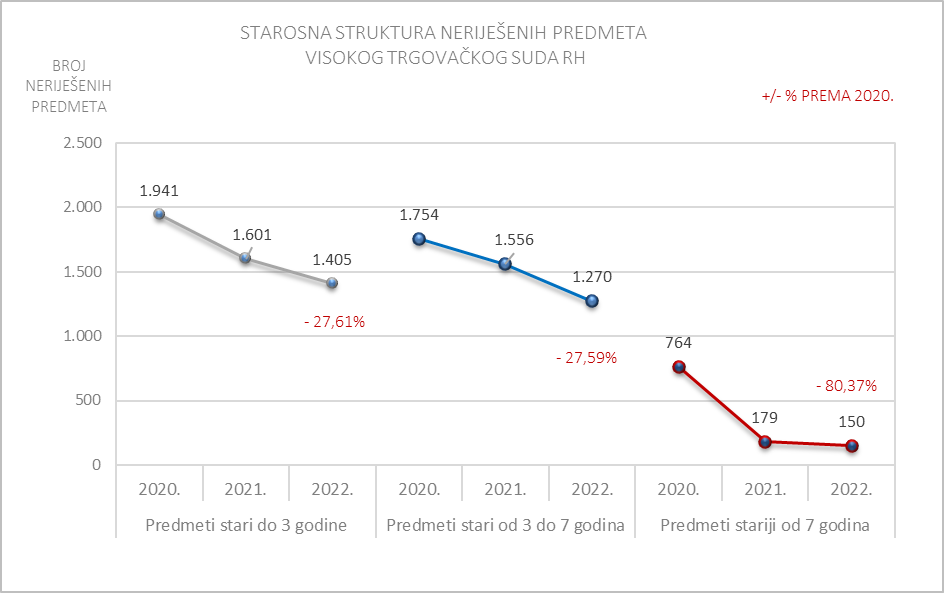 STAROSNA STRUKTURA NERIJEŠENIH PREDMETA
VISOKOG TRGOVAČKOG SUDA RH
BROJ
NERIJEŠENIH
PREDMETA
+/- % PREMA 2020.
2.500
2.000
1.500
1.000
500
0
1.941
1.601
1.405
- 27,61%
1.754
1.556
1.270
- 27,59%
764
179
150
- 80,37%
2020. 2021. 2022. 2020. 2021. 2022. 2020. 2021. 2022.
Predmeti stari do 3 godine Predmeti stari od 3 do 7 godina Predmeti stariji od 7 godina